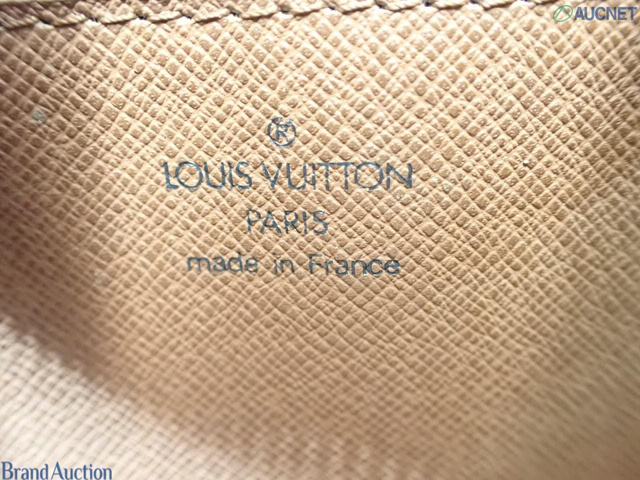 AUCNET
®
LOUIS VUITTON
PARIS
made in France
Brand Auction